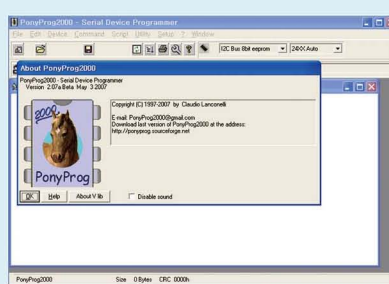 PonyProg2000 - Serial Device Programmer
File Edit Device Command Script Utility Setup ? Window
I2C Bus 8bit eeprom 24XX Auto
About PonyProg2000
PonyProg2000 - Serial Device Programmer
Version 2.07a Beta May 3 2007
Copyright (C) 1997-2007 by Claudio Lanconelli
E-mail: PonyProg2000@gmail.com
Download last version of PonyProg2000 at the address:
http://ponyprog.sourceforge.net
2000
PonyProg
OK Help About V lib Disable sound
PonyProg2000 Size 0 Bytes CRC 0000h